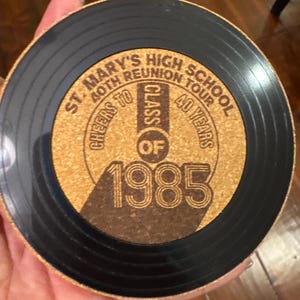 ST. MARY'S HIGH SCHOOL
40TH REUNION TOUR
CHEERS TO 40 YEARS
CLASS
OF
1985